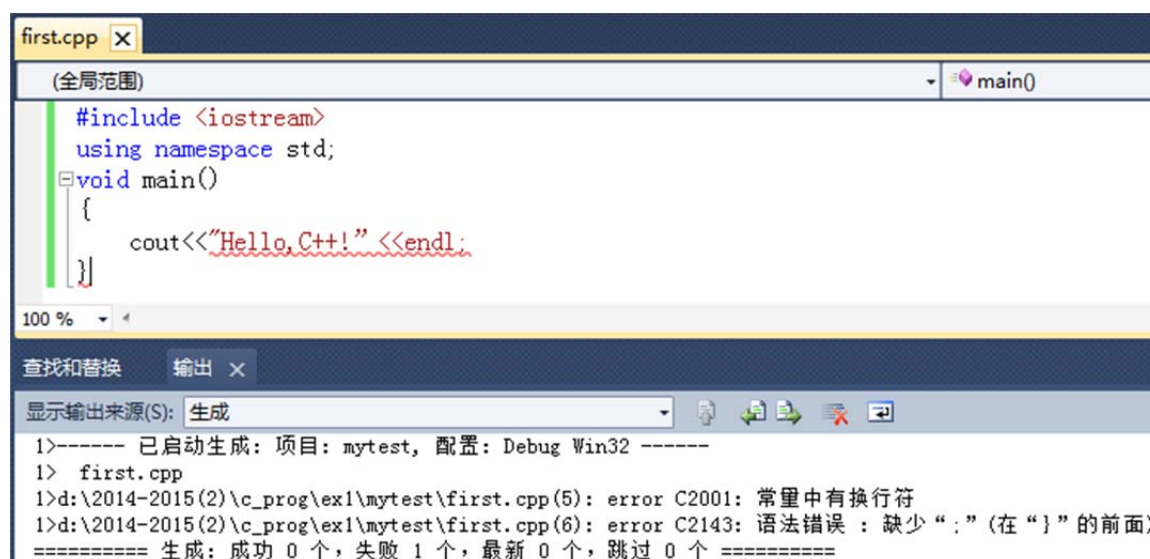 first.cpp
(全局范围) main()
#include <iostream>
using namespace std;
void main()
{
cout<<"Hello,C++!” <<endl;
}
100 %
查找和替换 输出
显示输出来源(S): 生成
1>------ 已启动生成: 项目: mytest, 配置: Debug Win32 ------
1> first.cpp
1>d:\2014-2015(2)\c_prog\ex1\mytest\first.cpp(5): error C2001: 常量中有换行符
1>d:\2014-2015(2)\c_prog\ex1\mytest\first.cpp(6): error C2143: 语法错误 : 缺少“;”(在“}”的前面)
========== 生成: 成功 0 个，失败 1 个，最新 0 个，跳过 0 个 ==========